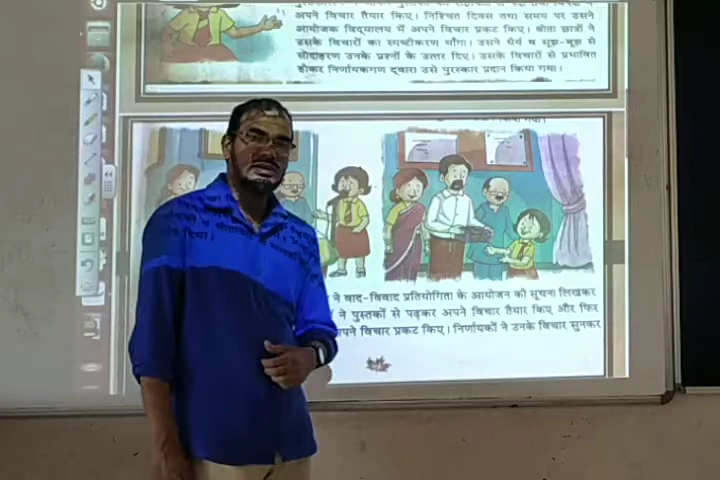 अपने विचार तैयार किए। निश्चित दिवस तथा समय पर उसने
आयोजक विद्यालय में अपने विचार प्रकट किए। श्रोता छात्रों ने
उसके विचारों का स्पष्टीकरण माँगा। उसने धैर्य व सूझ-बूझ से
सोदाहरण उनके प्रश्नों के उत्तर दिए। उसके विचारों से प्रभावित
होकर निर्णायकगण द्वारा उसे पुरस्कार प्रदान किया गया।
ने वाद-विवाद प्रतियोगिता के आयोजन की सूचना लिखकर
ने पुस्तकों से पढ़कर अपने विचार तैयार किए और फिर
अपने विचार प्रकट किए। निर्णायकों ने उनके विचार सुनकर